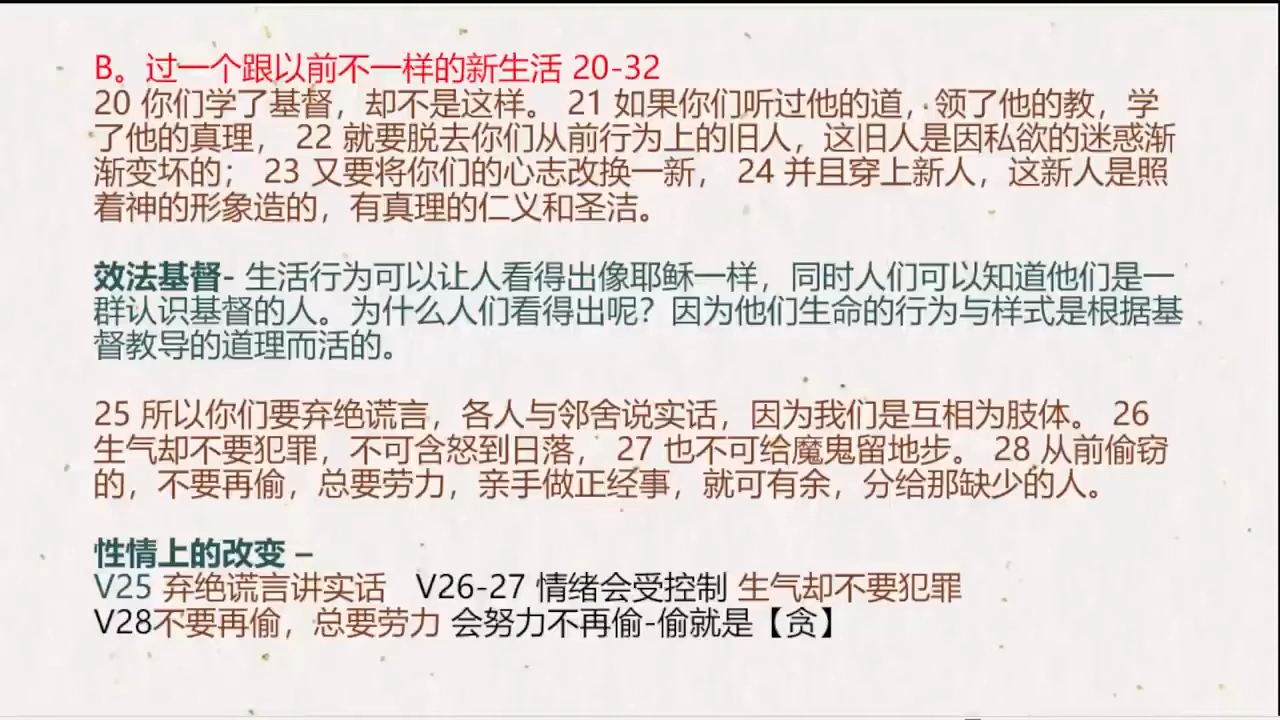 B。过一个跟以前不一样的新生活 20-32
20 你们学了基督，却不是这样。 21 如果你们听过他的道，领了他的教，学
了他的真理， 22 就要脱去你们从前行为上的旧人，这旧人是因私欲的迷惑渐
渐变坏的； 23 又要将你们的心志改换一新， 24 并且穿上新人，这新人是照
着神的形象造的，有真理的仁义和圣洁。
效法基督- 生活行为可以让人看得出像耶稣一样，同时人们可以知道他们是一
群认识基督的人。为什么人们看得出呢？因为他们生命的行为与样式是根据基
督教导的道理而活的。
25 所以你们要弃绝谎言，各人与邻舍说实话，因为我们是互相为肢体。 26
生气却不要犯罪，不可含怒到日落， 27 也不可给魔鬼留地步。 28 从前偷窃
的，不要再偷，总要劳力，亲手做正经事，就可有余，分给那缺少的人。
性情上的改变 –
V25 弃绝谎言讲实话 V26-27 情绪会受控制 生气却不要犯罪
V28不要再偷，总要劳力 会努力不再偷-偷就是【贪】